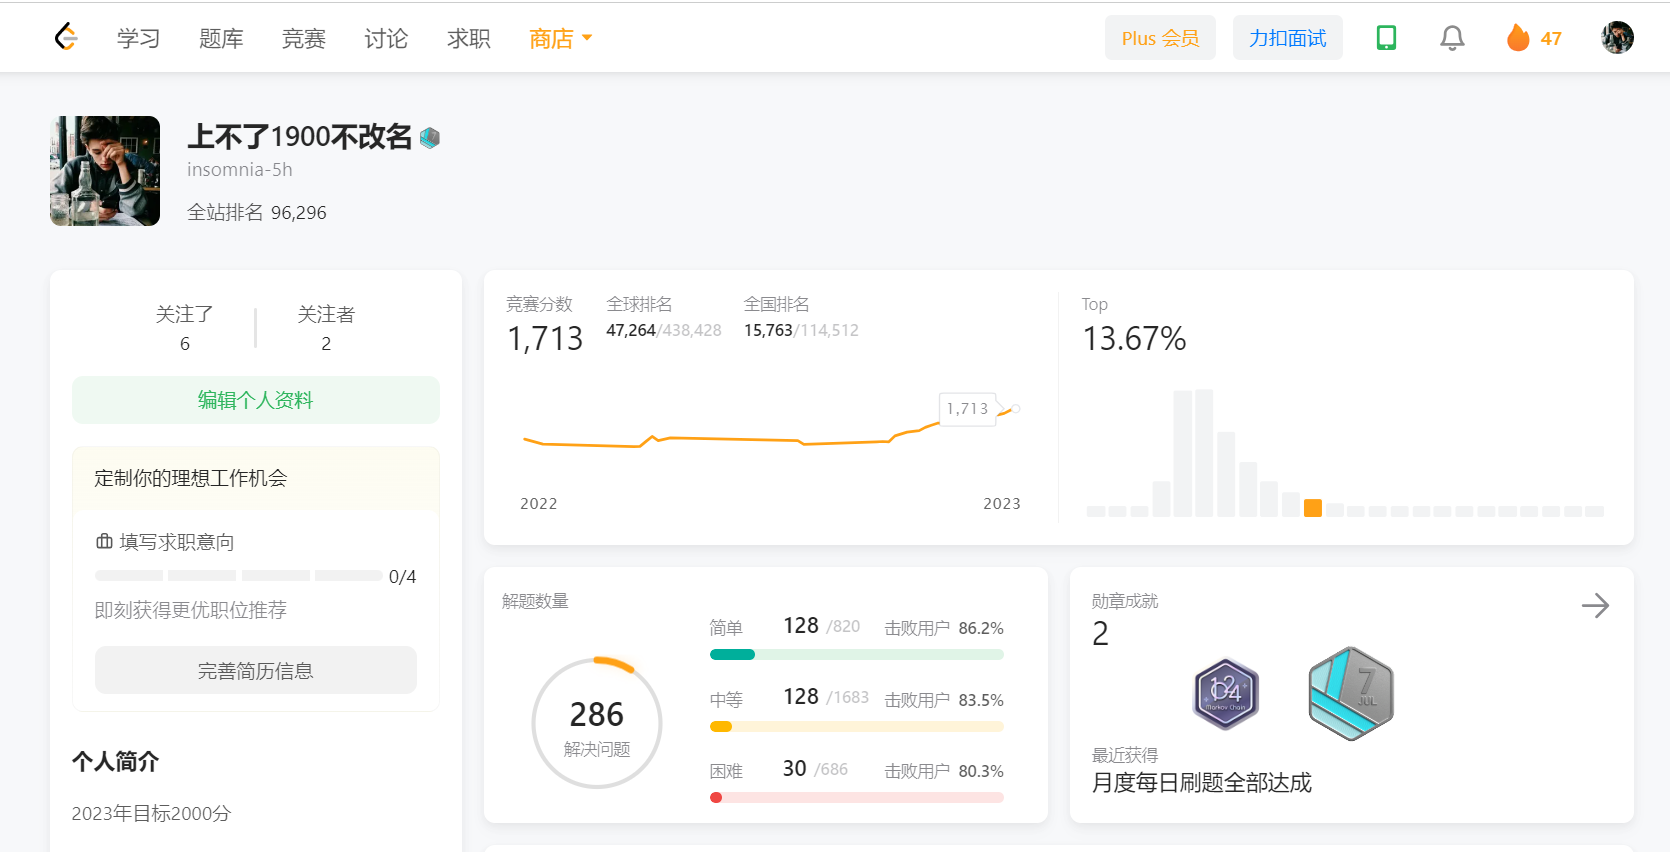 学习 题库 竞赛 讨论 求职 商店 Plus 会员 力扣面试 47
上不了1900不改名
insomnia-5h
全站排名 96,296
关注了 关注者
6 2
编辑个人资料
定制你的理想工作机会
填写求职意向
0/4
即刻获得更优职位推荐
完善简历信息
个人简介
2023年目标2000分
竞赛分数 全球排名 全国排名
1,713 47,264/438,428 15,763/114,512
1,713
2022 2023
Top
13.67%
解题数量
286
解决问题
简单 128 /820 击败用户 86.2%
中等 128 /1683 击败用户 83.5%
困难 30 /686 击败用户 80.3%
勋章成就
2
1024
Markov Chain
7
JUL
最近获得
月度每日刷题全部达成